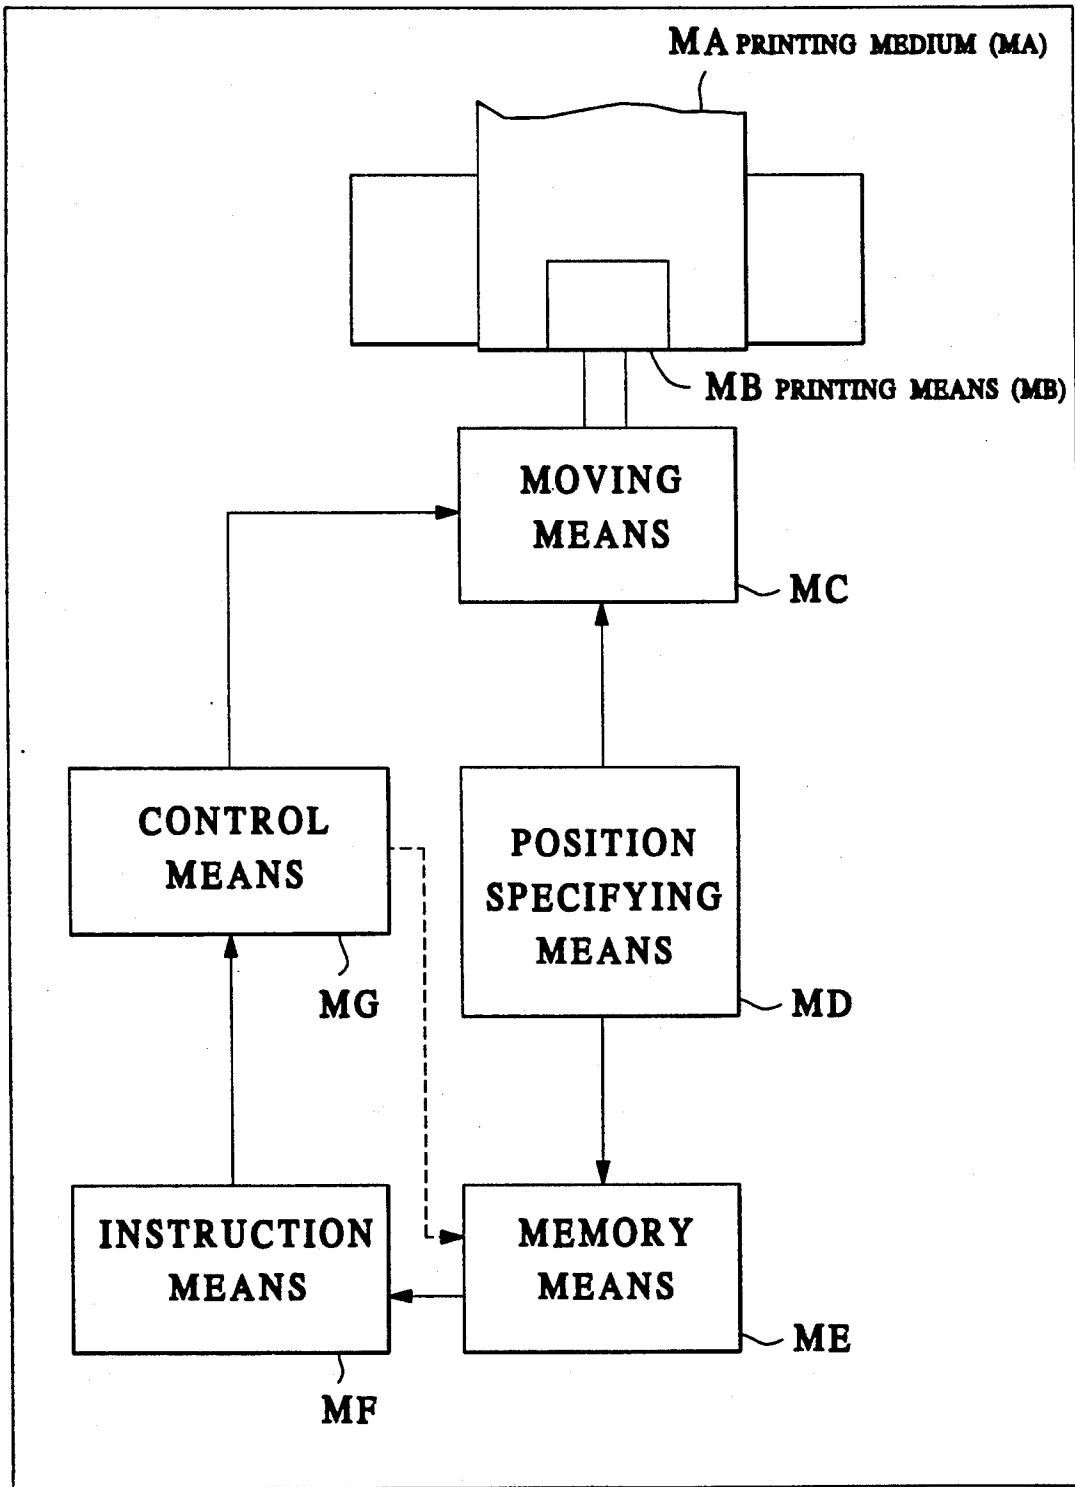 MA PRINTING MEDIUM (MA)
MB PRINTING MEANS (MB)
MOVING
MEANS
MC
CONTROL
MEANS
MG
POSITION
SPECIFYING
MEANS
MD
INSTRUCTION
MEANS
MF
MEMORY
MEANS
ME